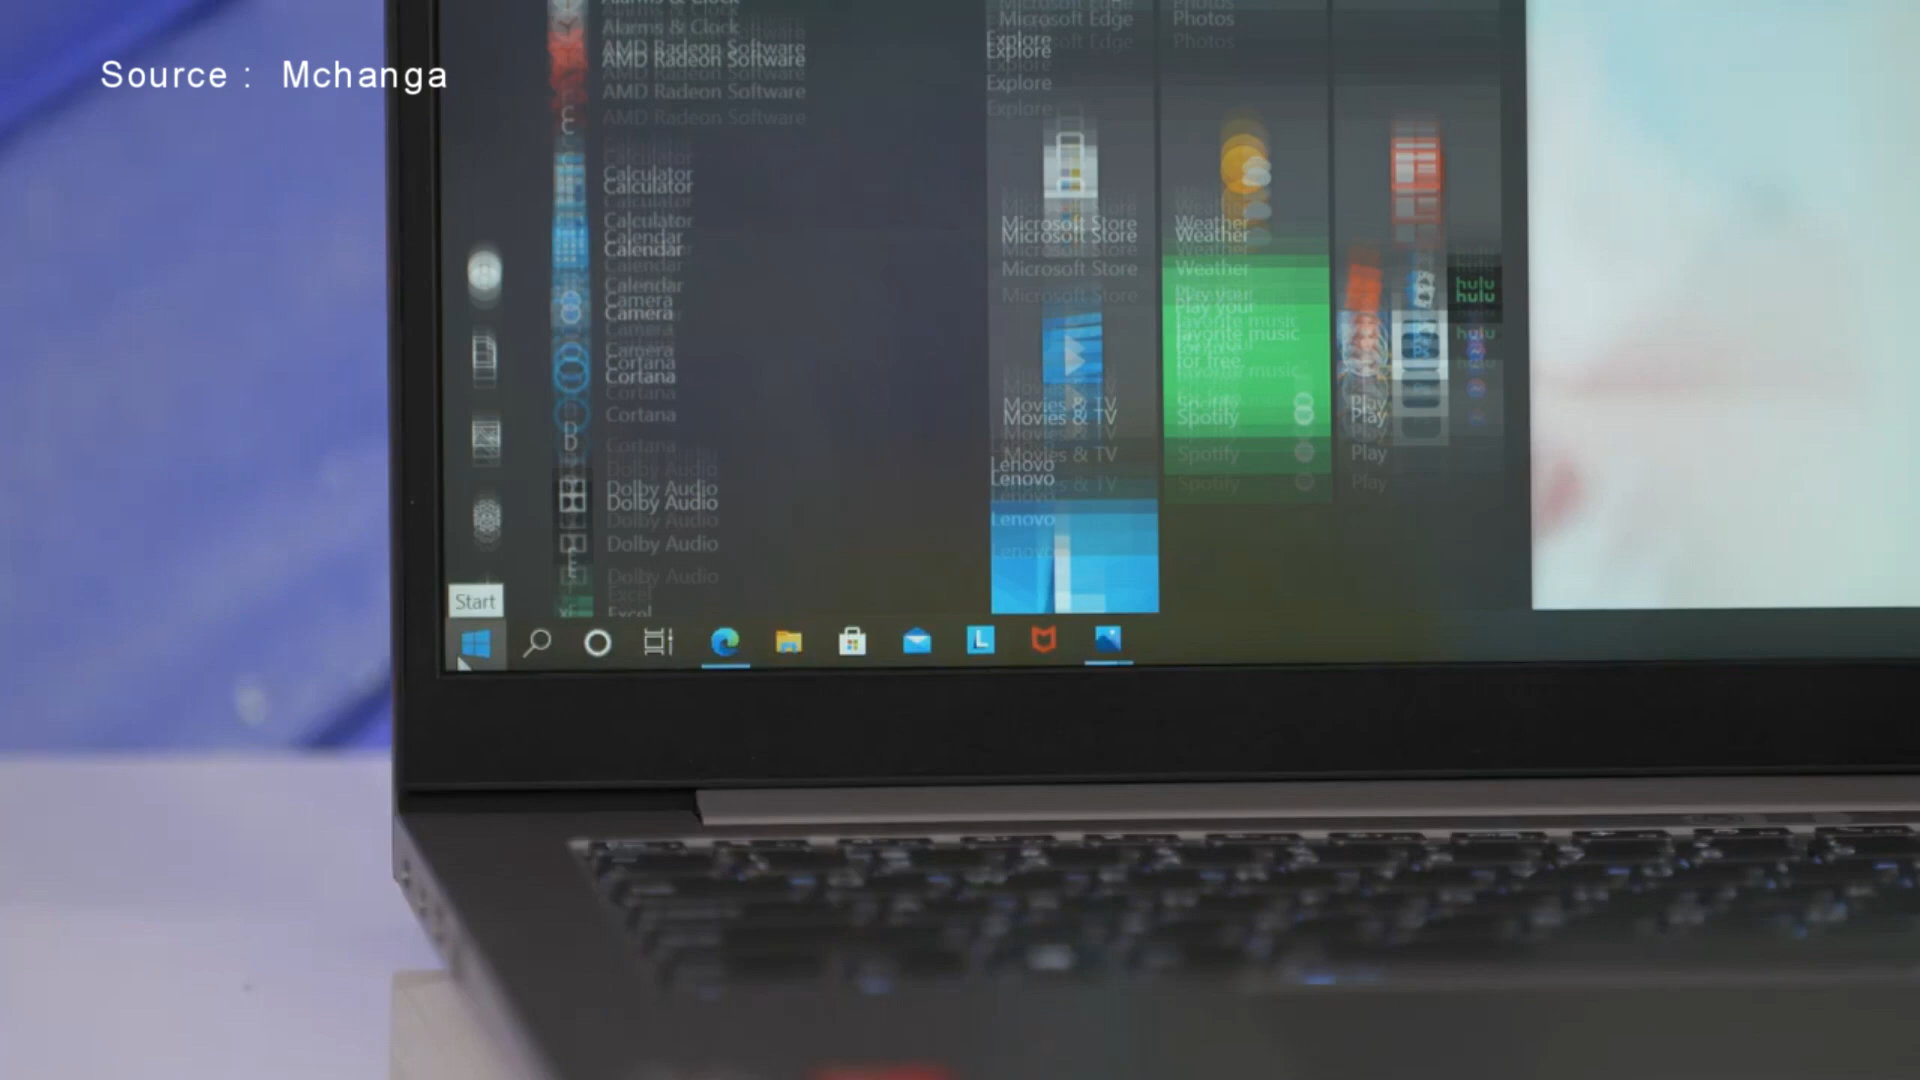 Source : Mchanga
Alarms & Clock
AMD Radeon Software
Calculator
Calendar
Camera
Cortana
B
D
Dolby Audio
E
Excel
Start
Microsoft Edge
Photos
Explore
Microsoft Store
Weather
Play your
favorite music
for free.
hulu
Movies & TV
Spotify
Play
Lenovo
L